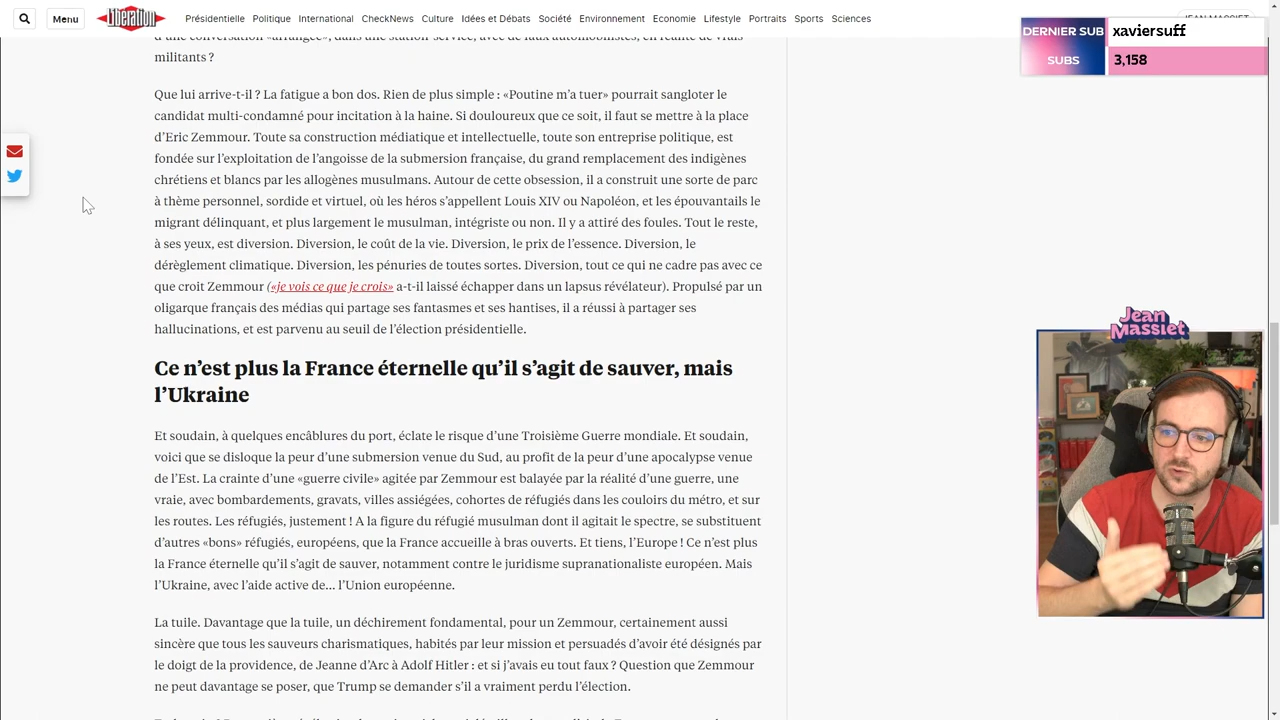 Menu
Libération
Présidentielle Politique International CheckNews Culture Idées et Débats Société Environnement Economie Lifestyle Portraits Sports Sciences
JEAN MASSIET
DERNIER SUB xaviersuff
SUBS 3,158
d'une conversation «arrangée», dans une station-service, avec de faux automobilistes, en réalité de vrais
militants ?
Que lui arrive-t-il ? La fatigue a bon dos. Rien de plus simple : «Poutine m'a tuer» pourrait sangloter le
candidat multi-condamné pour incitation à la haine. Si douloureux que ce soit, il faut se mettre à la place
d'Eric Zemmour. Toute sa construction médiatique et intellectuelle, toute son entreprise politique, est
fondée sur l'exploitation de l'angoisse de la submersion française, du grand remplacement des indigènes
chrétiens et blancs par les allogènes musulmans. Autour de cette obsession, il a construit une sorte de parc
à thème personnel, sordide et virtuel, où les héros s'appellent Louis XIV ou Napoléon, et les épouvantails le
migrant délinquant, et plus largement le musulman, intégriste ou non. Il y a attiré des foules. Tout le reste,
à ses yeux, est diversion. Diversion, le coût de la vie. Diversion, le prix de l'essence. Diversion, le
dérèglement climatique. Diversion, les pénuries de toutes sortes. Diversion, tout ce qui ne cadre pas avec ce
que croit Zemmour («je vois ce que je crois» a-t-il laissé échapper dans un lapsus révélateur). Propulsé par un
oligarque français des médias qui partage ses fantasmes et ses hantises, il a réussi à partager ses
hallucinations, et est parvenu au seuil de l'élection présidentielle.
Ce n'est plus la France éternelle qu'il s'agit de sauver, mais
l'Ukraine
Et soudain, à quelques encâblures du port, éclate le risque d'une Troisième Guerre mondiale. Et soudain,
voici que se disloque la peur d'une submersion venue du Sud, au profit de la peur d'une apocalypse venue
de l'Est. La crainte d'une «guerre civile» agitée par Zemmour est balayée par la réalité d'une guerre, une
vraie, avec bombardements, gravats, villes assiégées, cohortes de réfugiés dans les couloirs du métro, et sur
les routes. Les réfugiés, justement ! A la figure du réfugié musulman dont il agitait le spectre, se substituent
d'autres «bons» réfugiés, européens, que la France accueille à bras ouverts. Et tiens, l'Europe ! Ce n'est plus
la France éternelle qu'il s'agit de sauver, notamment contre le juridisme supranationaliste européen. Mais
l'Ukraine, avec l'aide active de… l'Union européenne.
La tuile. Davantage que la tuile, un déchirement fondamental, pour un Zemmour, certainement aussi
sincère que tous les sauveurs charismatiques, habités par leur mission et persuadés d'avoir été désignés par
le doigt de la providence, de Jeanne d'Arc à Adolf Hitler : et si j'avais eu tout faux ? Question que Zemmour
ne peut davantage se poser, que Trump se demander s'il a vraiment perdu l'élection.
Jean
Massiet